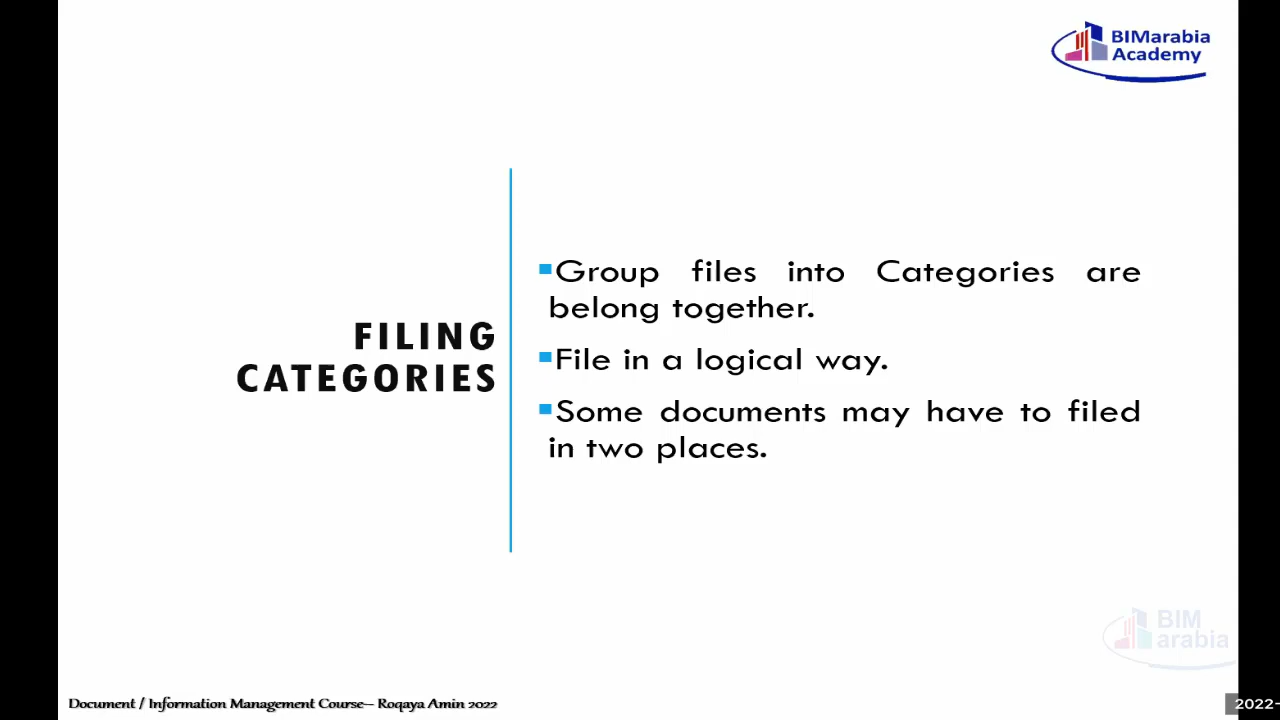 BIMarabia
Academy
FILING
CATEGORIES
▪Group files into Categories are
belong together.
▪File in a logical way.
▪Some documents may have to filed
in two places.
BIM
arabia
Document / Information Management Course– Roqaya Amin 2022
2022-